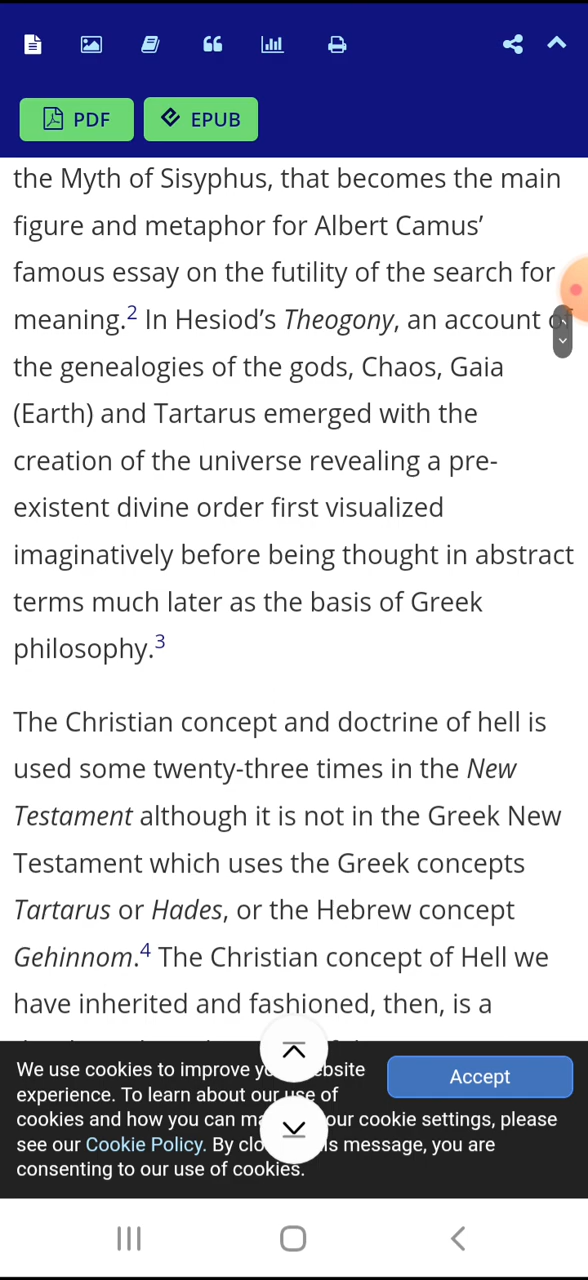 PDF
EPUB
the Myth of Sisyphus, that becomes the main
figure and metaphor for Albert Camus’
famous essay on the futility of the search for
meaning.2 In Hesiod’s Theogony, an account of
the genealogies of the gods, Chaos, Gaia
(Earth) and Tartarus emerged with the
creation of the universe revealing a pre-
existent divine order first visualized
imaginatively before being thought in abstract
terms much later as the basis of Greek
philosophy.3
The Christian concept and doctrine of hell is
used some twenty-three times in the New
Testament although it is not in the Greek New
Testament which uses the Greek concepts
Tartarus or Hades, or the Hebrew concept
Gehinnom.4 The Christian concept of Hell we
have inherited and fashioned, then, is a
We use cookies to improve
experience. To learn about our use of
cookies and how you can our cookie settings, please
see our Cookie Policy. By message, you are
consenting to our use of cookies.
Accept